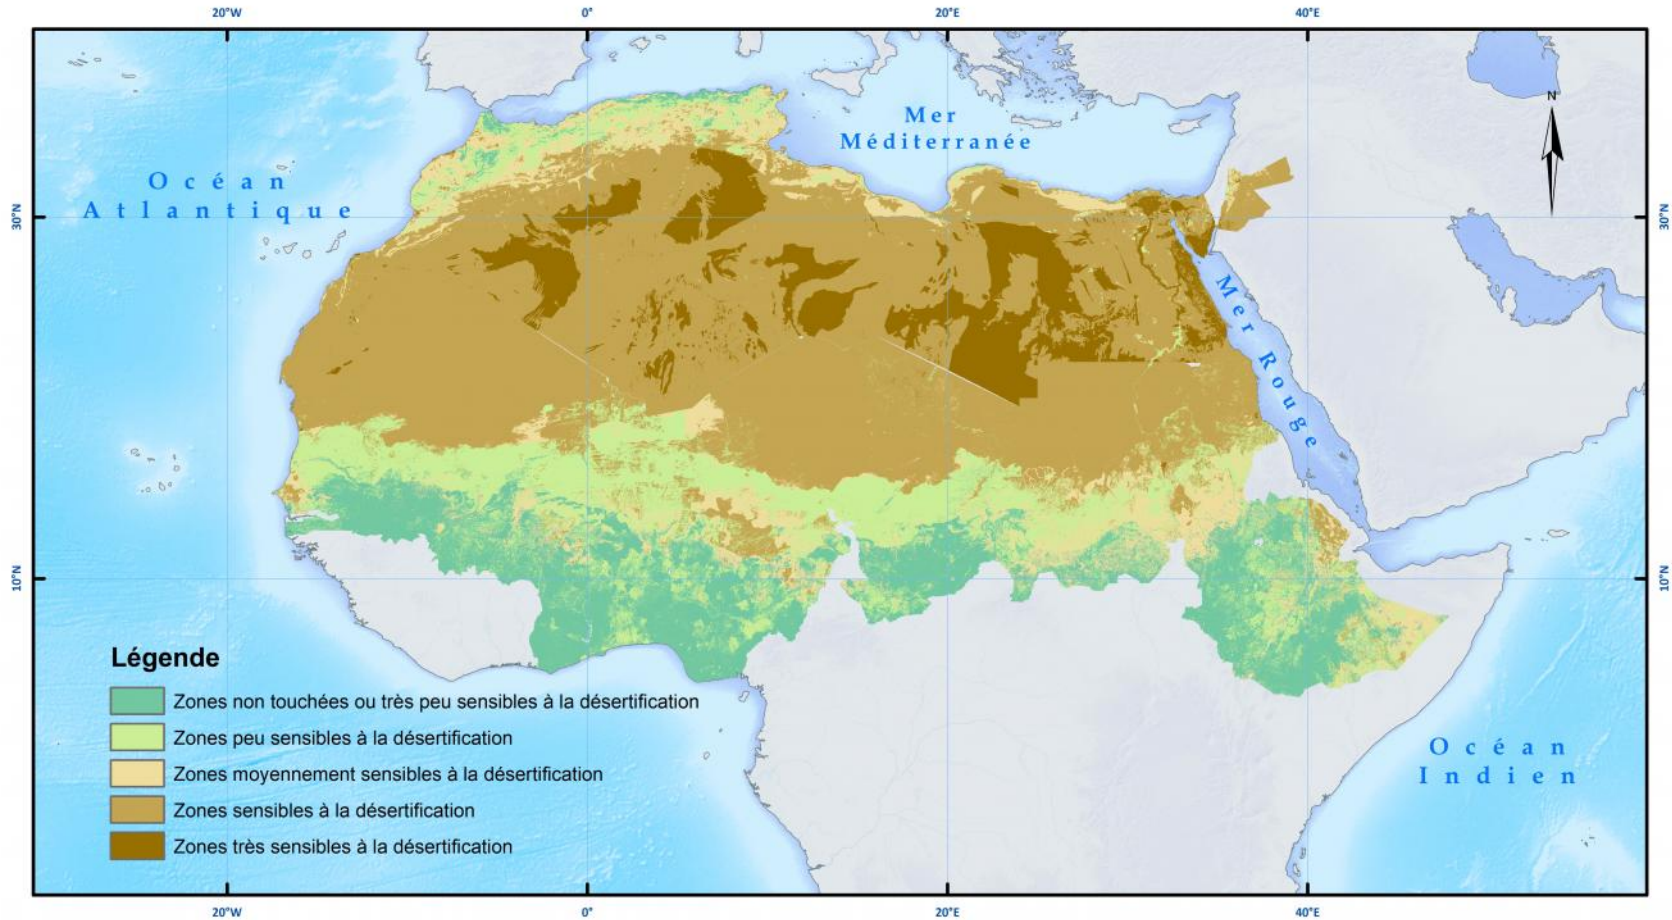 20°W 0° 20°E 40°E
N
Mer
Méditerranée
Océan
Atlantique
30°N 30°N
Mer Rouge
10°N 10°N
Légende
Zones non touchées ou très peu sensibles à la désertification
Zones peu sensibles à la désertification
Zones moyennement sensibles à la désertification
Zones sensibles à la désertification
Zones très sensibles à la désertification
Océan
Indien
20°W 0° 20°E 40°E